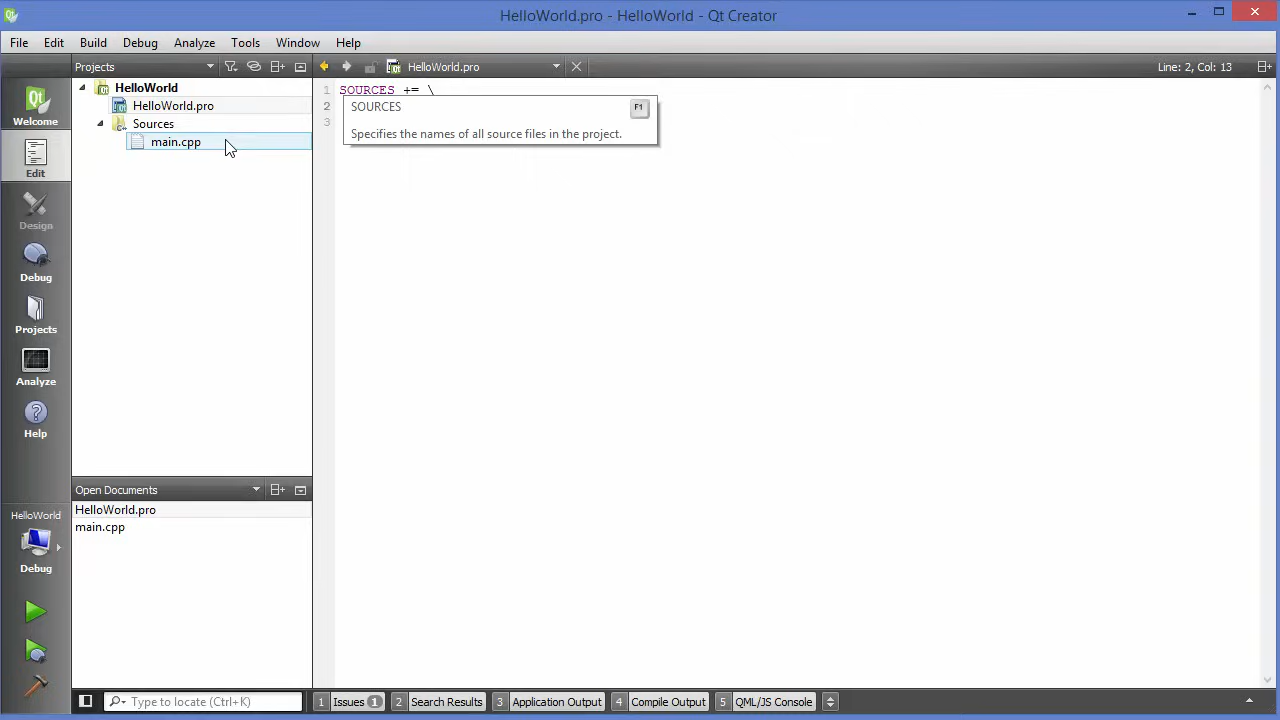 HelloWorld.pro - HelloWorld - Qt Creator
File Edit Build Debug Analyze Tools Window Help
Projects
HelloWorld.pro
Line: 2, Col: 13
Qt
Welcome
Edit
Design
Debug
Projects
Analyze
Help
HelloWorld
Debug
HelloWorld
HelloWorld.pro
Sources
main.cpp
1 SOURCES += \
2
3
SOURCES
F1
Specifies the names of all source files in the project.
Open Documents
HelloWorld.pro
main.cpp
Type to locate (Ctrl+K)
1 Issues 1
2 Search Results
3 Application Output
4 Compile Output
5 QML/JS Console